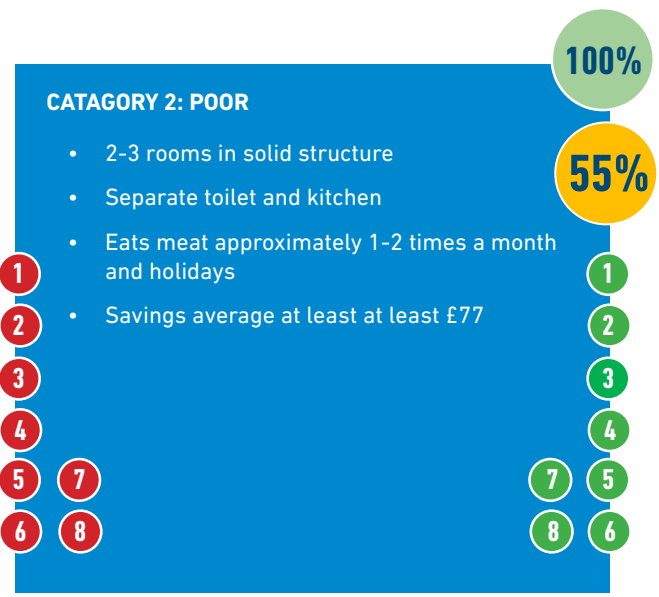 100%
CATAGORY 2: POOR
• 2-3 rooms in solid structure
55%
• Separate toilet and kitchen
• Eats meat approximately 1-2 times a month
and holidays
• Savings average at least at least £77
1
2
3
4
5 7
6 8
1
2
3
4
7 5
8 6